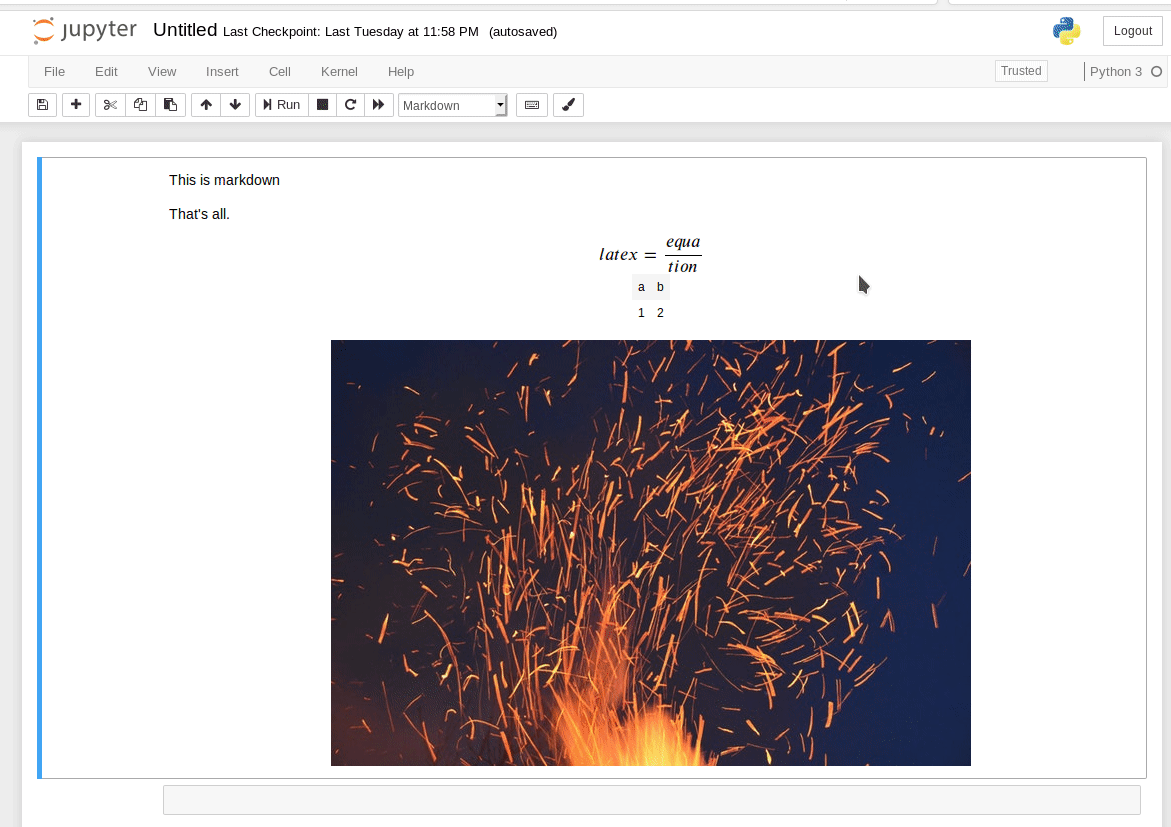 jupyter Untitled Last Checkpoint: Last Tuesday at 11:58 PM (autosaved) Logout
File Edit View Insert Cell Kernel Help Trusted Python 3
Run Markdown
This is markdown
That's all.
latex = equa
tion
a b
1 2